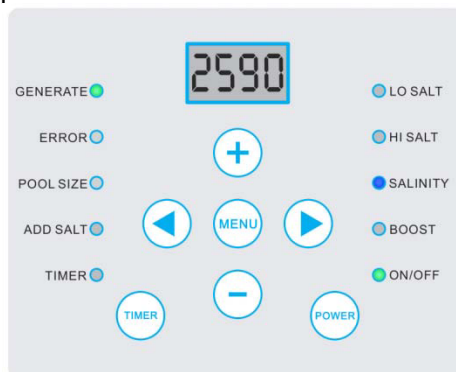 2590
GENERATE
LO SALT
ERROR
HI SALT
POOL SIZE
SALINITY
ADD SALT
MENU
BOOST
TIMER
ON/OFF
TIMER
POWER